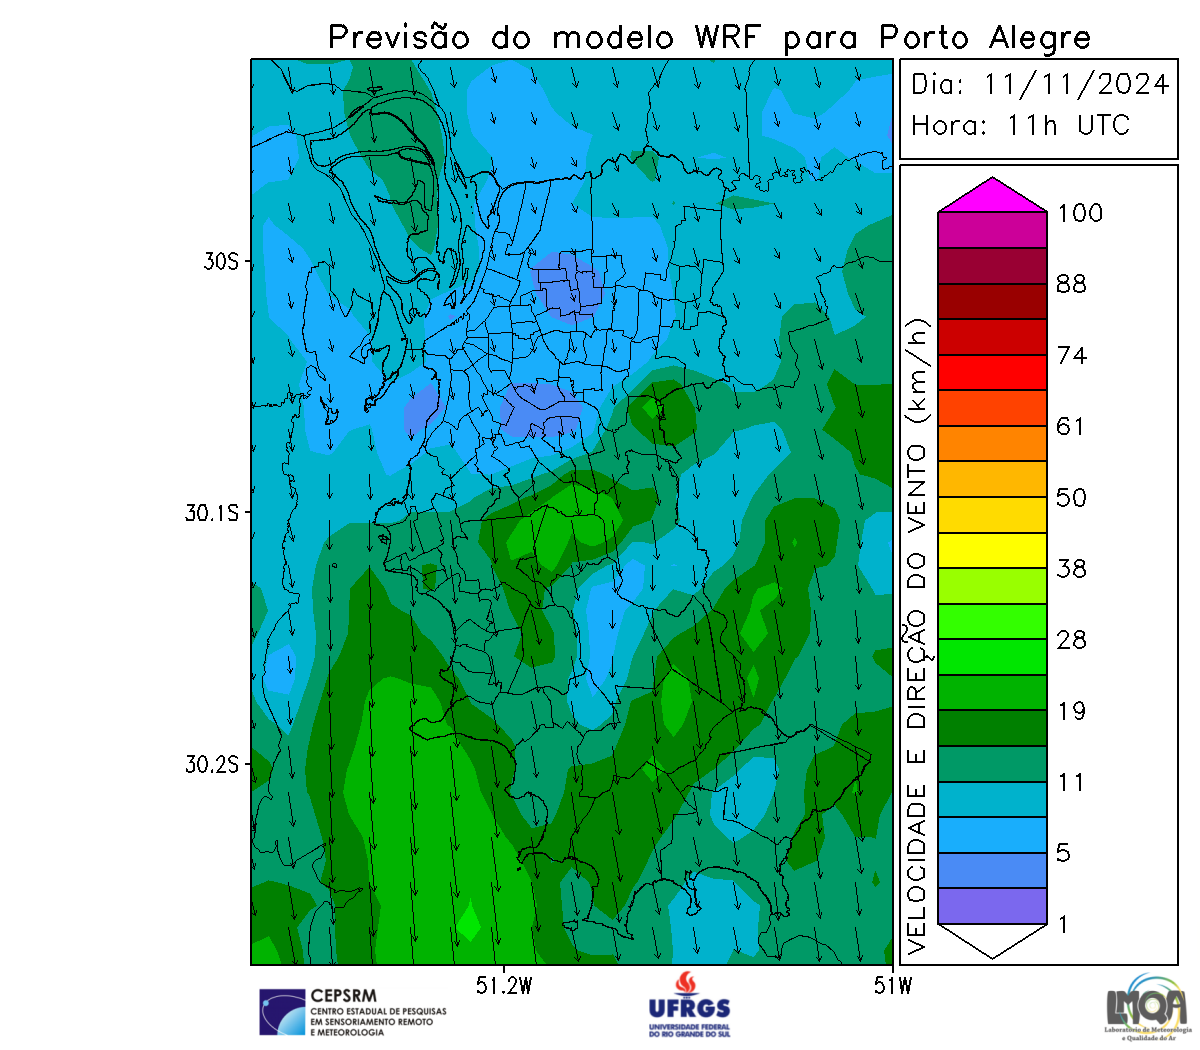 Previsão do modelo WRF para Porto Alegre
Dia: 11/11/2024
Hora: 11h UTC
30S
30.1S
30.2S
51.2W
51W
VELOCIDADE E DIREÇÃO DO VENTO (km/h)
100
88
74
61
50
38
28
19
11
5
1
CEPSRM
CENTRO ESTADUAL DE PESQUISAS
EM SENSORIAMENTO REMOTO
E METEOROLOGIA
UFRGS
UNIVERSIDADE FEDERAL
DO RIO GRANDE DO SUL
LMQA
Laboratório de Meteorologia
e Qualidade do Ar